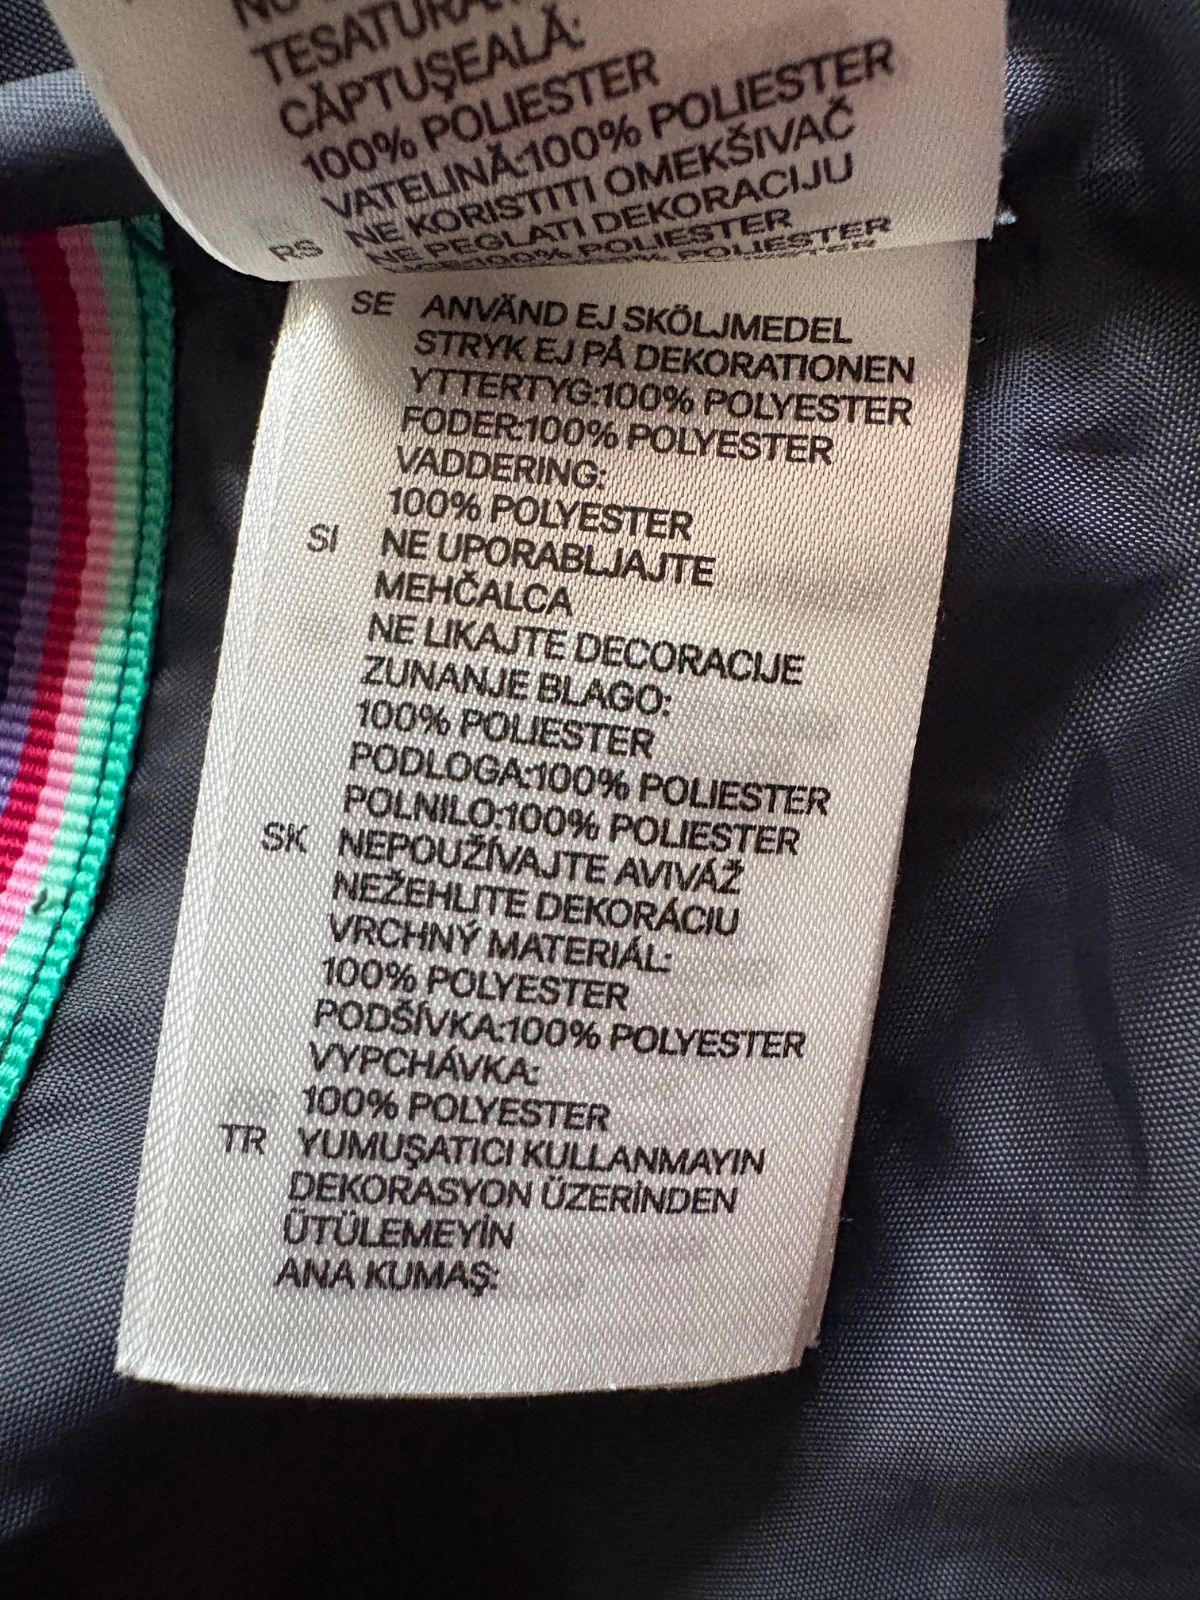 TESATURA
CĂPTUŞEALĂ:
100% POLIESTER
VATELINĂ:100% POLIESTER
NE KORISTITI OMEKŠIVAČ
RS NE PEGLATI DEKORACIJU
100% POLIESTER
POLIESTER
SE ANVÄND EJ SKÖLJMEDEL
STRYK EJ PÅ DEKORATIONEN
YTTERTYG:100% POLYESTER
FODER:100% POLYESTER
VADDERING:
100% POLYESTER
SI NE UPORABLJAJTE
MEHČALCA
NE LIKAJTE DECORACIJE
ZUNANJE BLAGO:
100% POLIESTER
PODLOGA:100% POLIESTER
POLNILO:100% POLIESTER
SK NEPOUŽÍVAJTE AVIVÁŽ
NEŽEHLITE DEKORÁCIU
VRCHNÝ MATERIÁL:
100% POLYESTER
PODŠÍVKA:100% POLYESTER
VYPCHÁVKA:
100% POLYESTER
TR YUMUŞATICI KULLANMAYIN
DEKORASYON ÜZERİNDEN
ÜTÜLEMEYİN
ANA KUMAŞ: